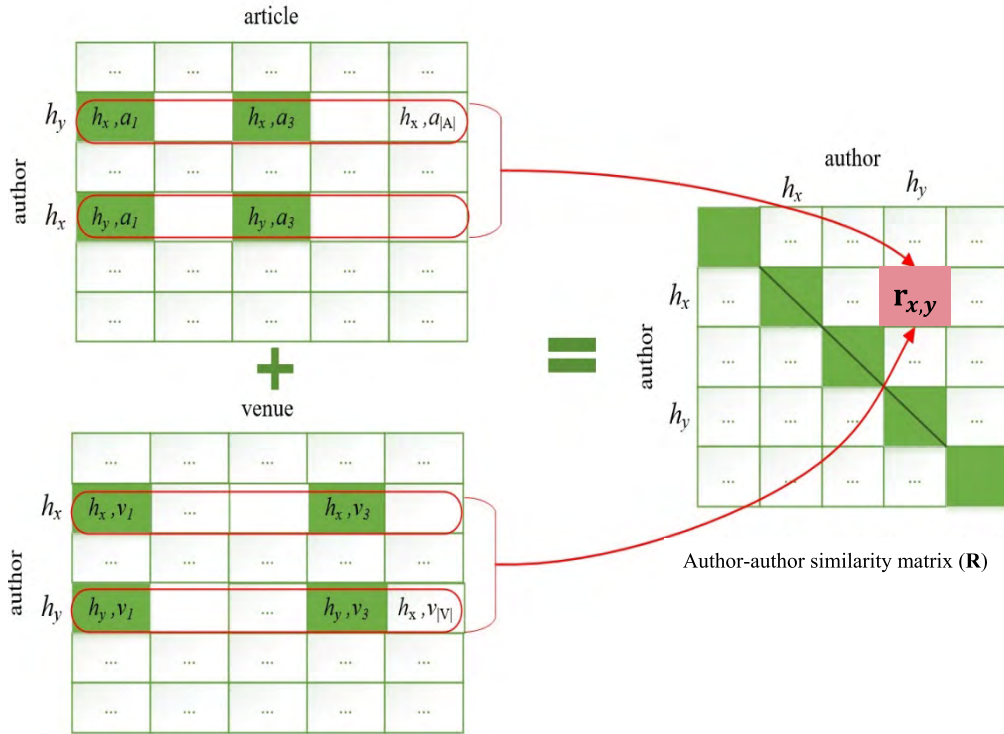 article
... ... ... ... ...
h_y h_x,a_1 h_x,a_3 h_x,a_|A|
... ... ... ... ...
h_x h_y,a_1 h_y,a_3
... ... ... ... ...
... ... ... ... ...
author
+
venue
... ... ... ... ...
h_x h_x,v_1 ... h_x,v_3
... ... ... ... ...
h_y h_y,v_1 ... h_y,v_3 h_x,v_|V|
... ... ... ... ...
... ... ... ... ...
author
=
author
h_x h_y
... ... ... ...
h_x ... ... r_x,y ...
... ... ... ...
h_y ... ... ... ...
... ... ... ...
author
Author-author similarity matrix (R)